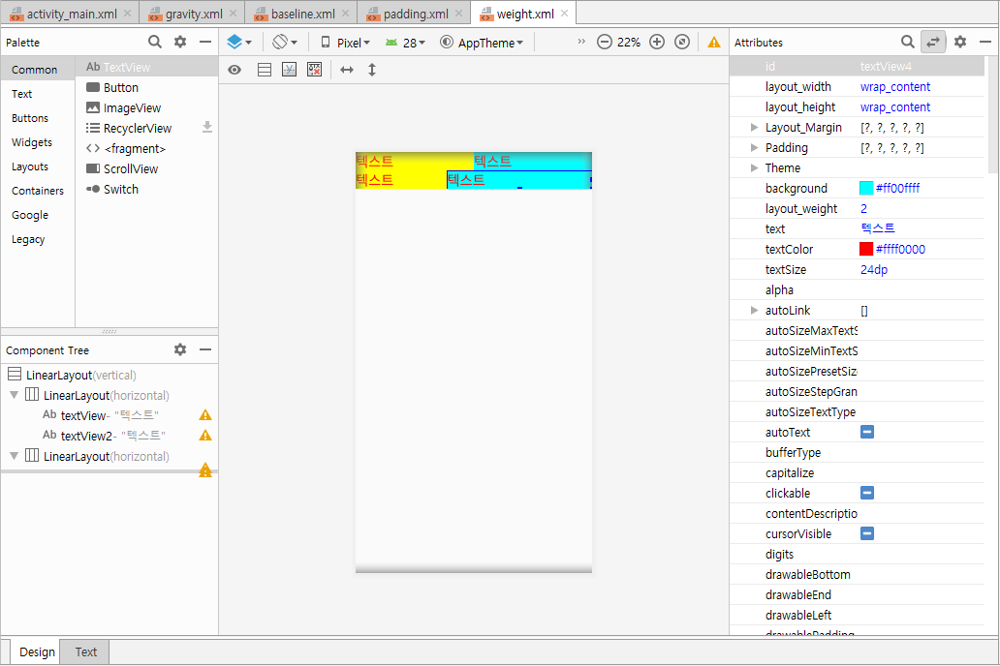 activity_main.xml gravity.xml baseline.xml padding.xml weight.xml
Palette
Common
Text
Buttons
Widgets
Layouts
Containers
Google
Legacy
Ab TextView
Button
ImageView
RecyclerView
<fragment>
ScrollView
Switch
Pixel 28 AppTheme 22%
텍스트 텍스트
텍스트 텍스트
Component Tree
LinearLayout(vertical)
LinearLayout(horizontal)
Ab textView- "텍스트"
Ab textView2- "텍스트"
LinearLayout(horizontal)
Attributes
id textView4
layout_width wrap_content
layout_height wrap_content
Layout_Margin [?, ?, ?, ?, ?]
Padding [?, ?, ?, ?, ?]
Theme
background #ff00ffff
layout_weight 2
text 텍스트
textColor #ffff0000
textSize 24dp
alpha
autoLink []
autoSizeMaxTextS
autoSizeMinTextS
autoSizePresetSize
autoSizeStepGran
autoSizeTextType
autoText
bufferType
capitalize
clickable
contentDescriptio
cursorVisible
digits
drawableBottom
drawableEnd
drawableLeft
drawablePadding
Design Text